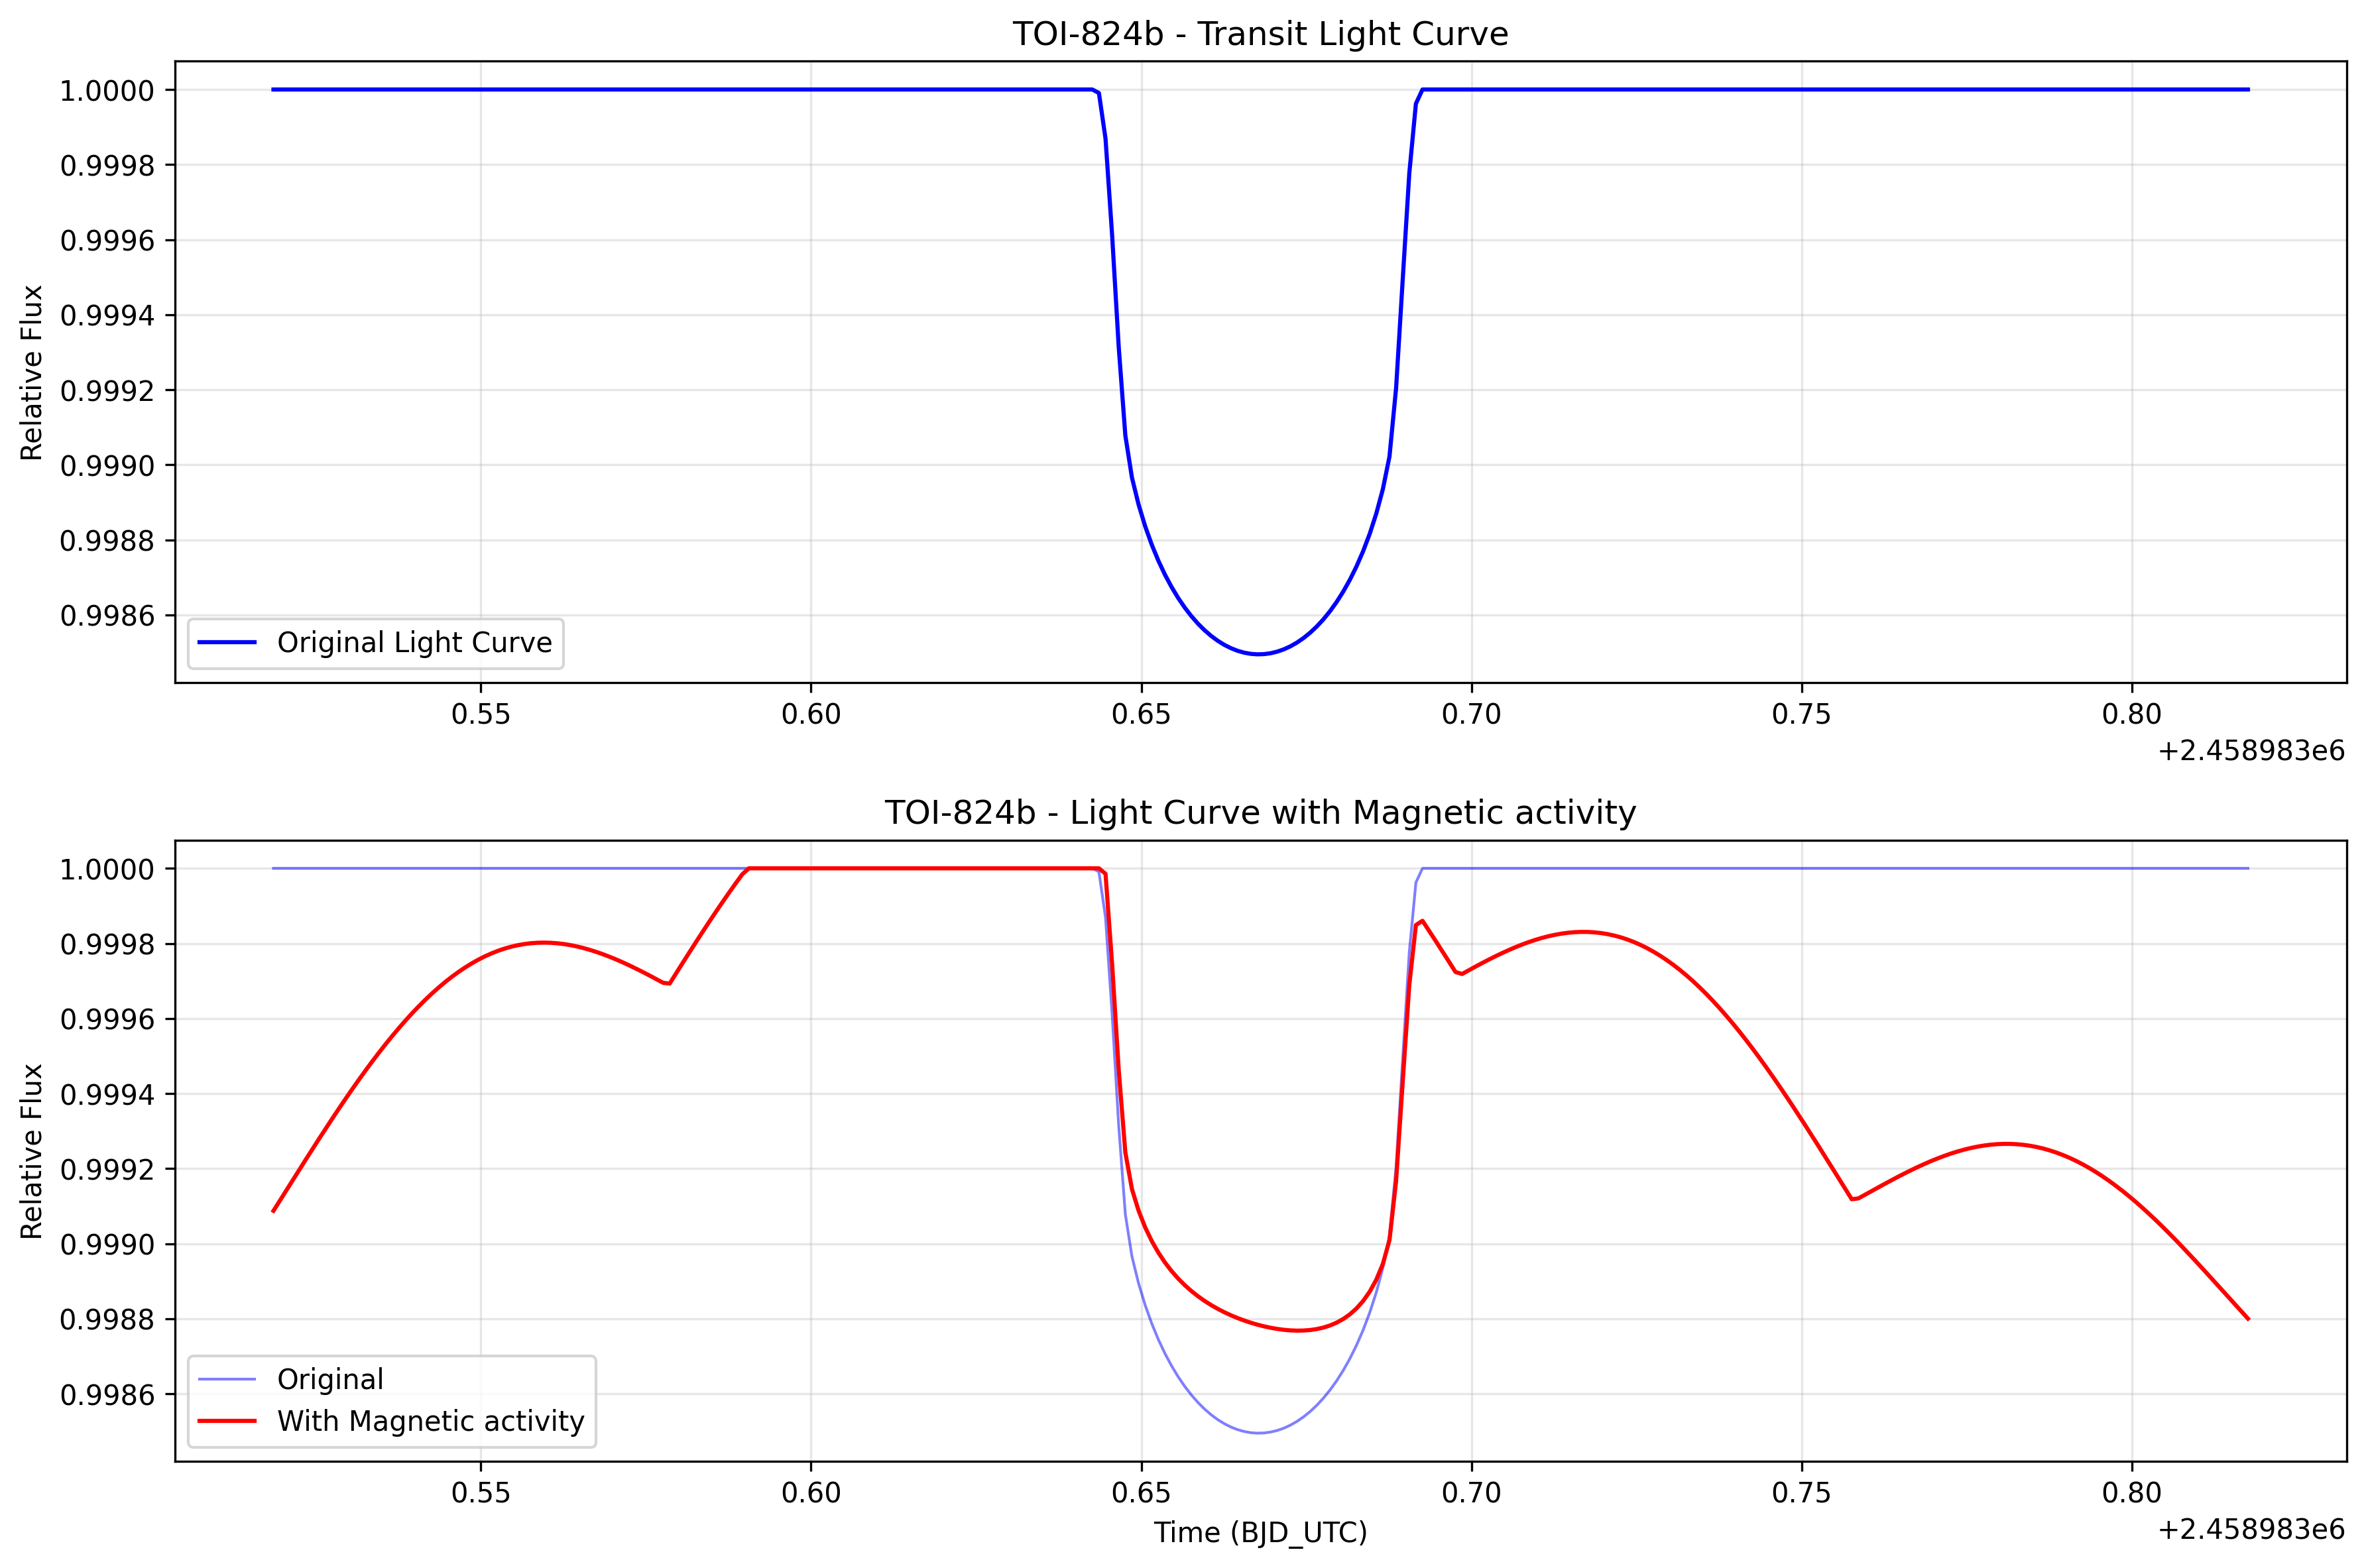 TOI-824b - Transit Light Curve
Relative Flux
1.0000
0.9998
0.9996
0.9994
0.9992
0.9990
0.9988
0.9986
Original Light Curve
0.55 0.60 0.65 0.70 0.75 0.80
+2.458983e6
TOI-824b - Light Curve with Magnetic activity
Relative Flux
1.0000
0.9998
0.9996
0.9994
0.9992
0.9990
0.9988
0.9986
Original
With Magnetic activity
0.55 0.60 0.65 0.70 0.75 0.80
Time (BJD_UTC)
+2.458983e6